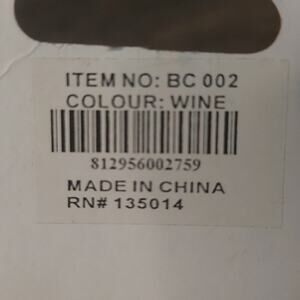 ITEM NO: BC 002
COLOUR: WINE
812956002759
MADE IN CHINA
RN# 135014